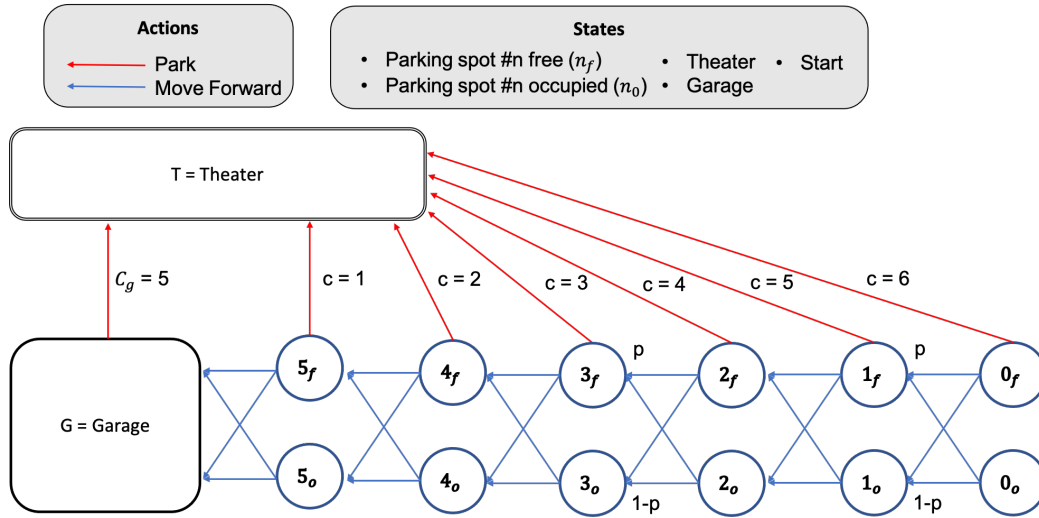 Actions
Park
Move Forward
States
• Parking spot #n free (n_f)
• Parking spot #n occupied (n_0)
• Theater
• Garage
• Start
T = Theater
C_g = 5
c = 1
c = 2
c = 3
c = 4
c = 5
c = 6
G = Garage
5_f
4_f
3_f
p
2_f
1_f
p
0_f
5_o
4_o
3_o
1-p
2_o
1_o
1-p
0_o